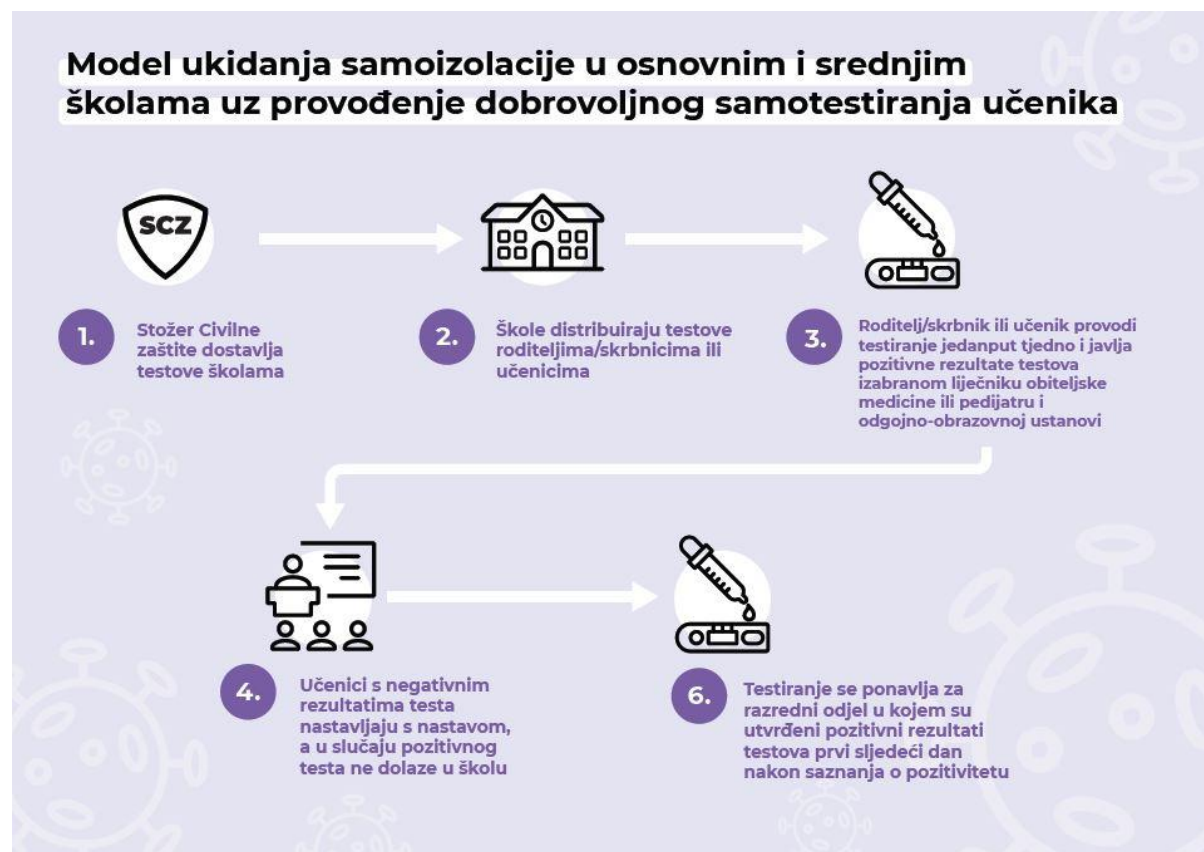 Model ukidanja samoizolacije u osnovnim i srednjim
školama uz provođenje dobrovoljnog samotestiranja učenika
SCZ
1.
Stožer Civilne
zaštite dostavlja
testove školama
2.
Škole distribuiraju testove
roditeljima/skrbnicima ili
učenicima
3.
Roditelj/skrbnik ili učenik provodi
testiranje jedanput tjedno i javlja
pozitivne rezultate testova
izabranom liječniku obiteljske
medicine ili pedijatru i
odgojno-obrazovnoj ustanovi
4.
Učenici s negativnim
rezultatima testa
nastavljaju s nastavom,
a u slučaju pozitivnog
testa ne dolaze u školu
6.
Testiranje se ponavlja za
razredni odjel u kojem su
utvrđeni pozitivni rezultati
testova prvi sljedeći dan
nakon saznanja o pozitivitetu